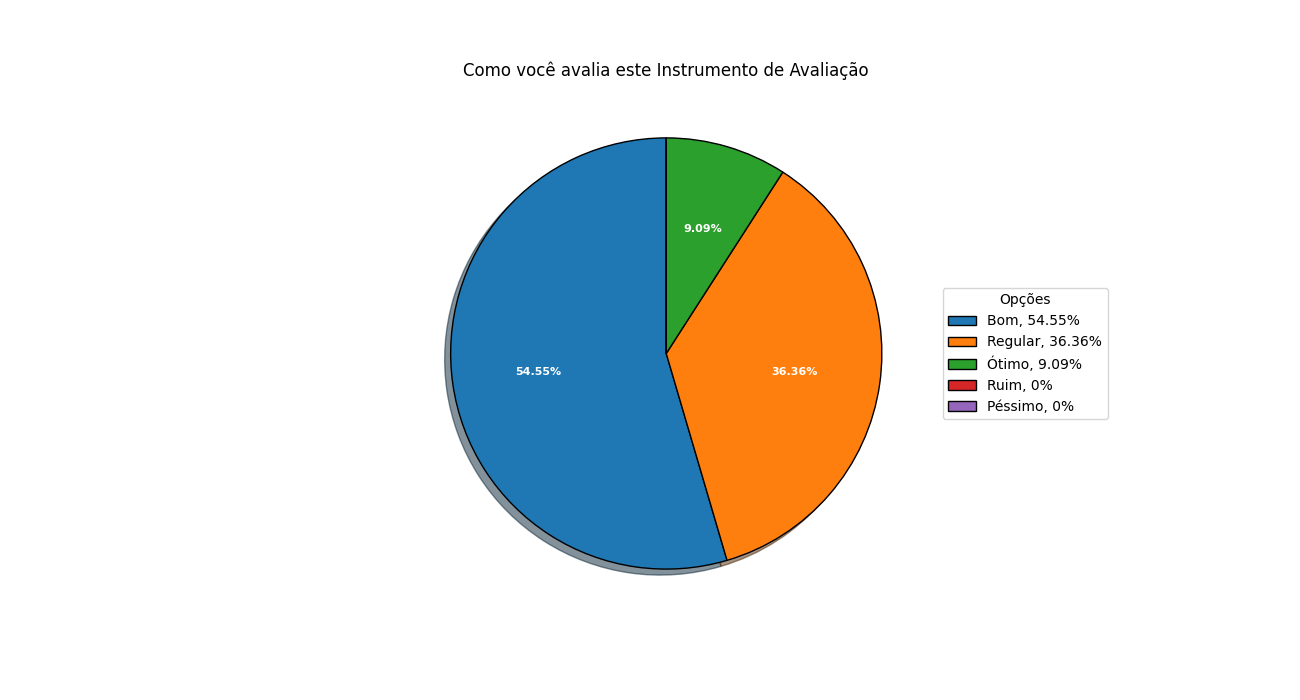 Como você avalia este Instrumento de Avaliação
9.09%
54.55%
36.36%
Opções
Bom, 54.55%
Regular, 36.36%
Ótimo, 9.09%
Ruim, 0%
Péssimo, 0%